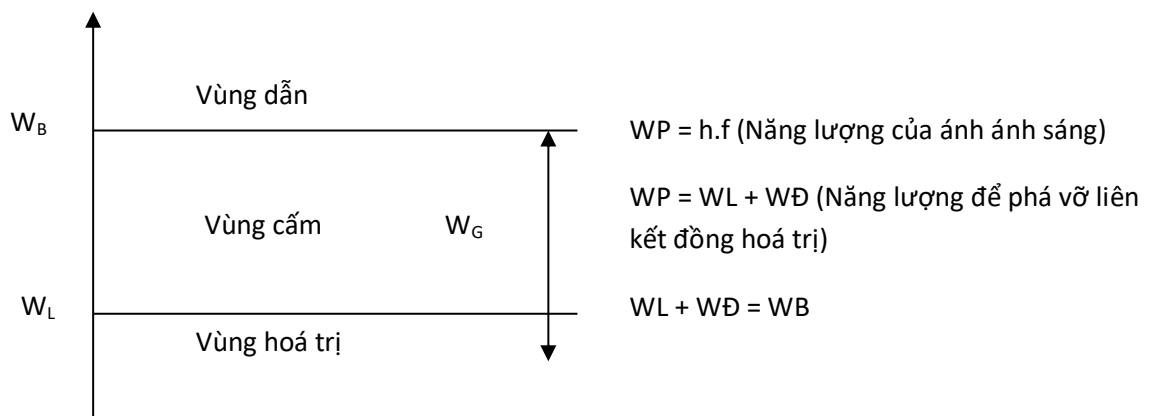 Vùng dẫn
W_B
WP = h.f (Năng lượng của ánh ánh sáng)
WP = WL + WĐ (Năng lượng để phá vỡ liên
kết đồng hoá trị)
Vùng cấm
W_G
W_L
WL + WĐ = WB
Vùng hoá trị